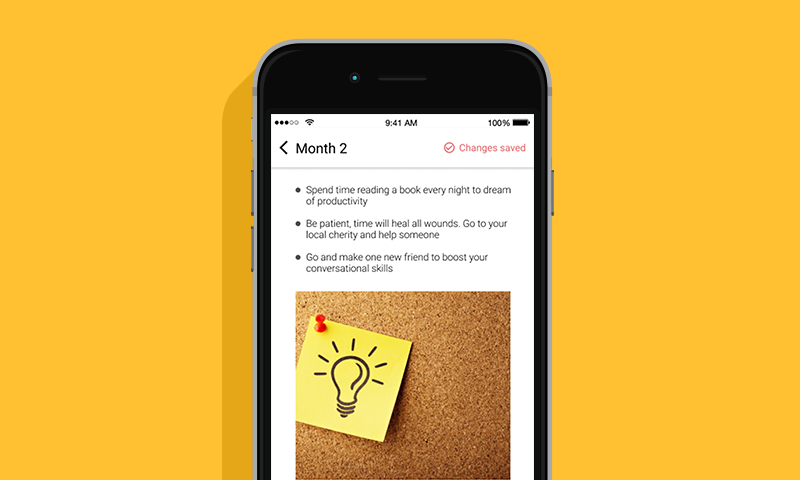 9:41 AM
100%
Month 2
Changes saved
Spend time reading a book every night to dream
of productivity
Be patient, time will heal all wounds. Go to your
local cherity and help someone
Go and make one new friend to boost your
conversational skills